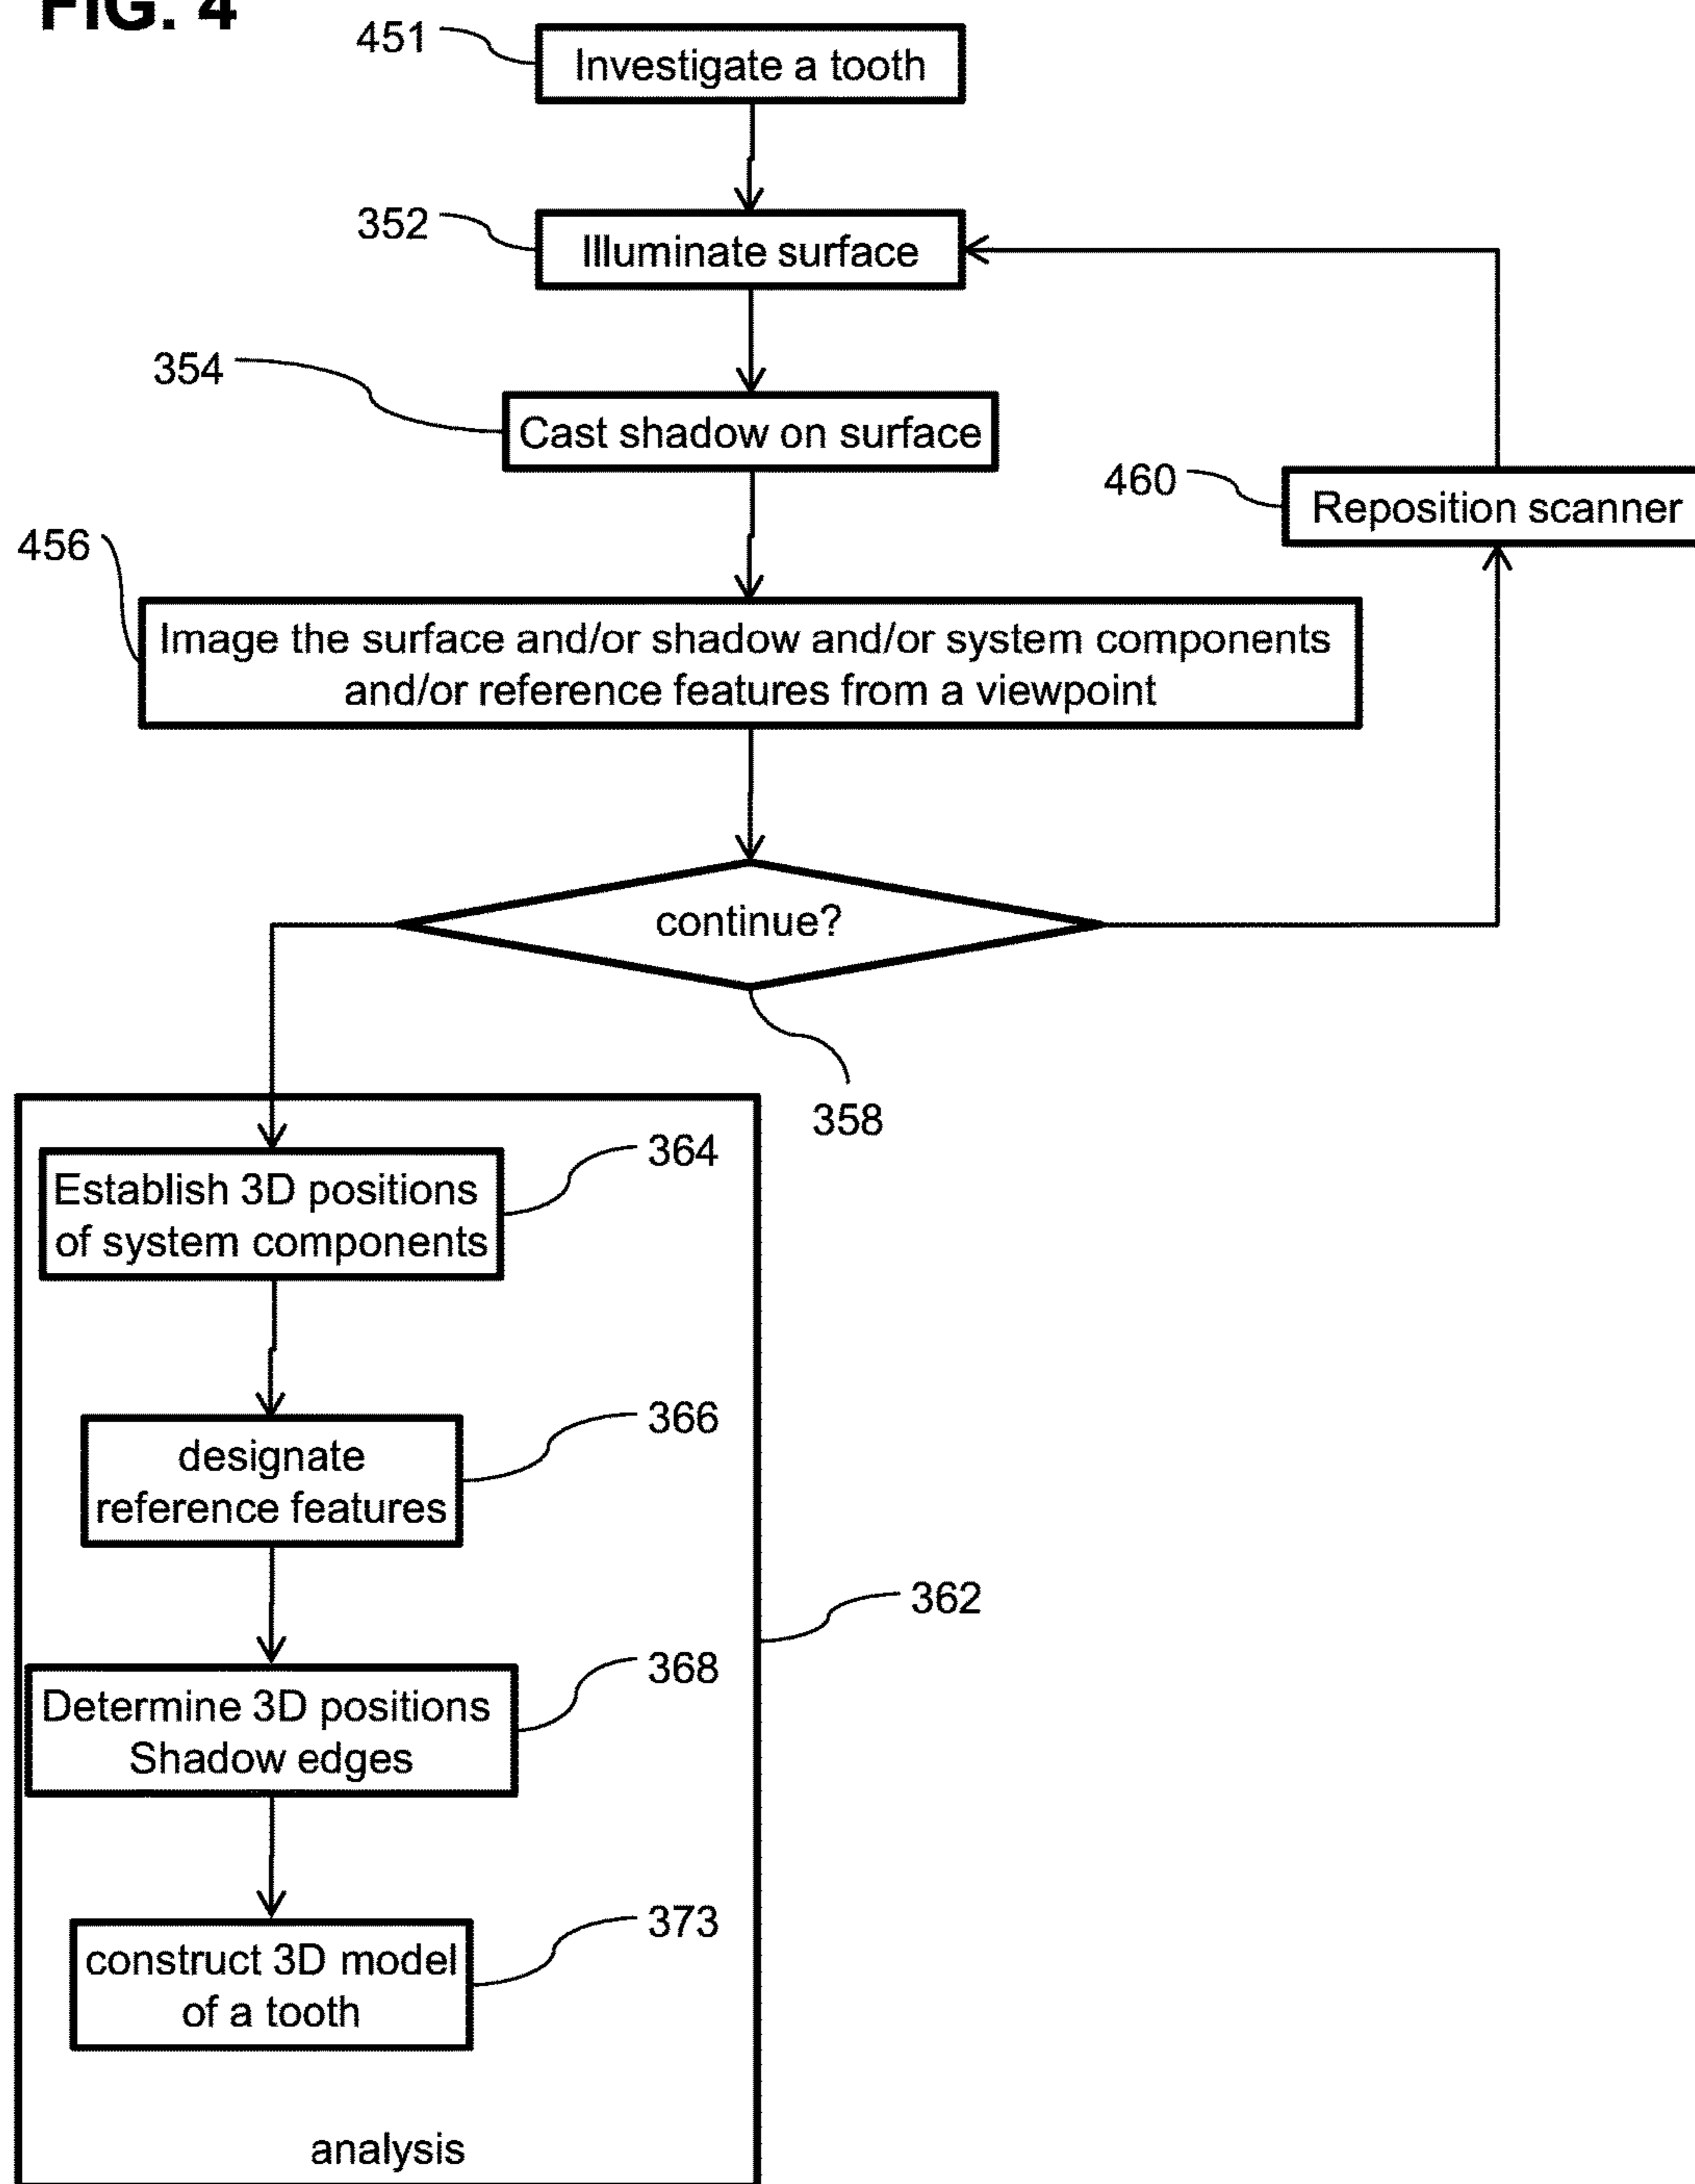 FIG. 4
451
Investigate a tooth
352
Illuminate surface
354
Cast shadow on surface
460
Reposition scanner
456
Image the surface and/or shadow and/or system components
and/or reference features from a viewpoint
continue?
358
364
Establish 3D positions
of system components
366
designate
reference features
362
368
Determine 3D positions
Shadow edges
373
construct 3D model
of a tooth
analysis